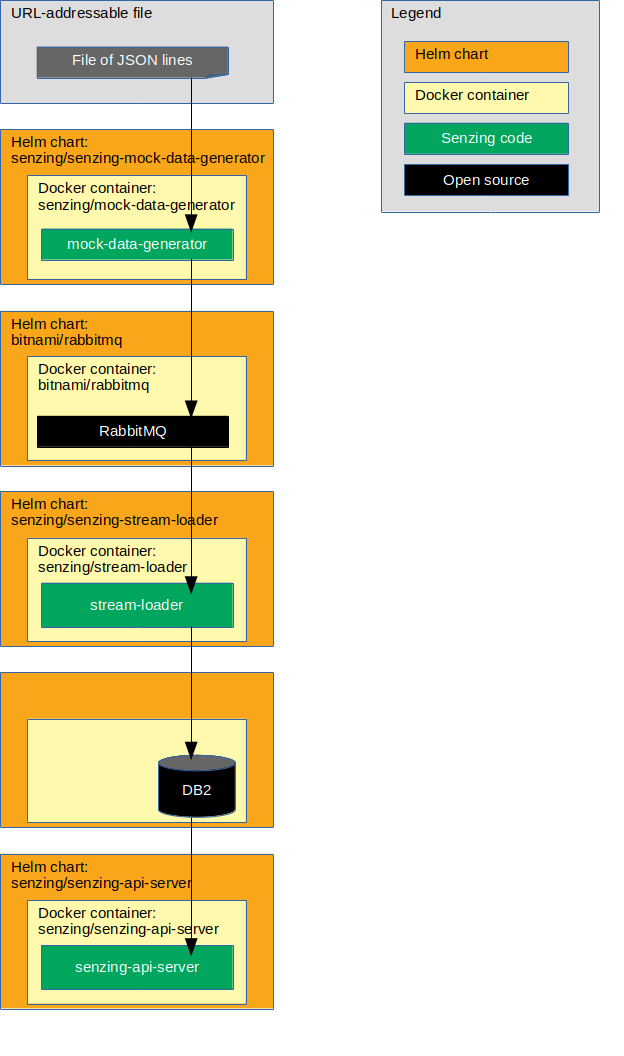 URL-addressable file
File of JSON lines
Helm chart:
senzing/senzing-mock-data-generator
Docker container:
senzing/mock-data-generator
mock-data-generator
Helm chart:
bitnami/rabbitmq
Docker container:
bitnami/rabbitmq
RabbitMQ
Helm chart:
senzing/senzing-stream-loader
Docker container:
senzing/stream-loader
stream-loader
DB2
Helm chart:
senzing/senzing-api-server
Docker container:
senzing/senzing-api-server
senzing-api-server
Legend
Helm chart
Docker container
Senzing code
Open source